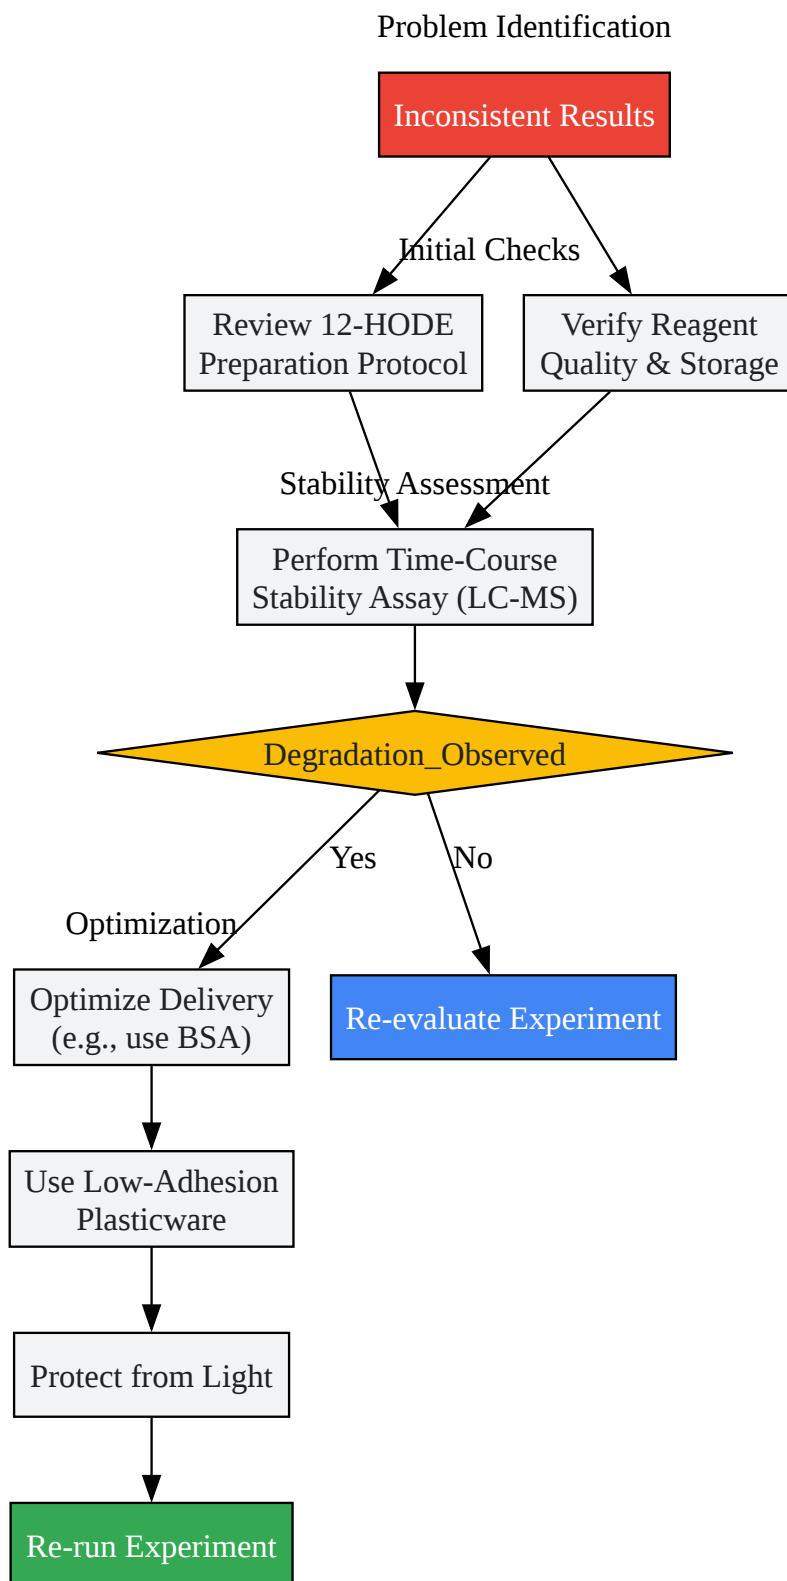 Problem Identification
Inconsistent Results
Initial Checks
Review 12-HODE
Preparation Protocol
Verify Reagent
Quality & Storage
Stability Assessment
Perform Time-Course
Stability Assay (LC-MS)
Degradation_Observed
Yes
No
Optimization
Optimize Delivery
(e.g., use BSA)
Re-evaluate Experiment
Use Low-Adhesion
Plasticware
Protect from Light
Re-run Experiment